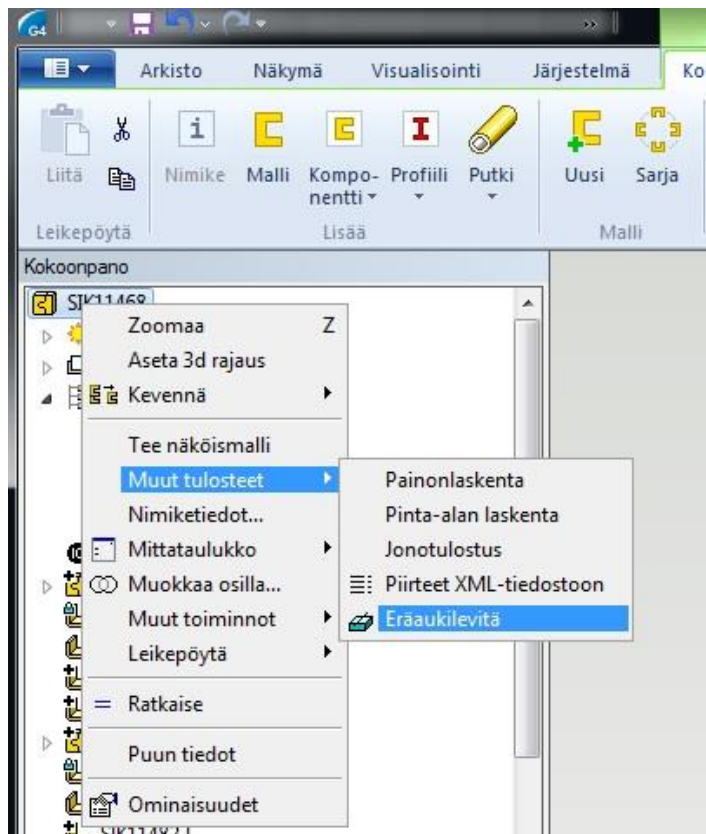 G4
Arkisto Näkymä Visualisointi Järjestelmä Ko
Liitä Nimike Malli Kompo-
nentti Profiili Putki Uusi Sarja
Leikepöytä Lisää Malli
Kokoonpano
SIK11468
Zoomaa Z
Aseta 3d rajaus
Kevennä
Tee näköismalli
Muut tulosteet
Painonlaskenta
Nimiketiedot...
Pinta-alan laskenta
Mittataulukko
Jonotulostus
Muokkaa osilla...
Piirteet XML-tiedostoon
Muut toiminnot
Eräaukilevitä
Leikepöytä
Ratkaise
Puun tiedot
Ominaisuudet